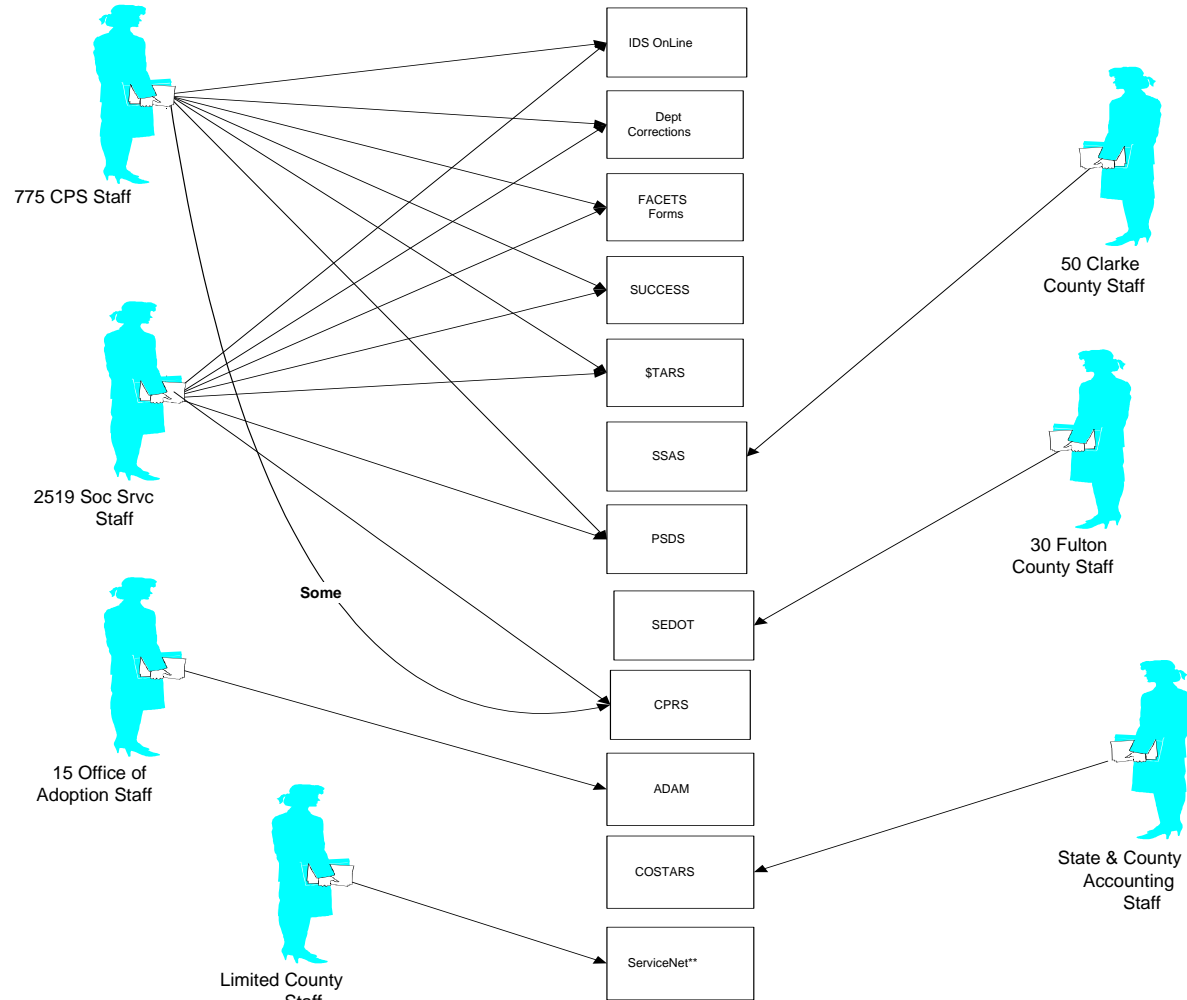 IDS OnLine
Dept
Corrections
FACETS
Forms
SUCCESS
$TARS
SSAS
PSDS
SEDOT
CPRS
ADAM
COSTARS
ServiceNet**
775 CPS Staff
2519 Soc Srvc
Staff
Some
15 Office of
Adoption Staff
Limited County
Staff
50 Clarke
County Staff
30 Fulton
County Staff
State & County
Accounting
Staff